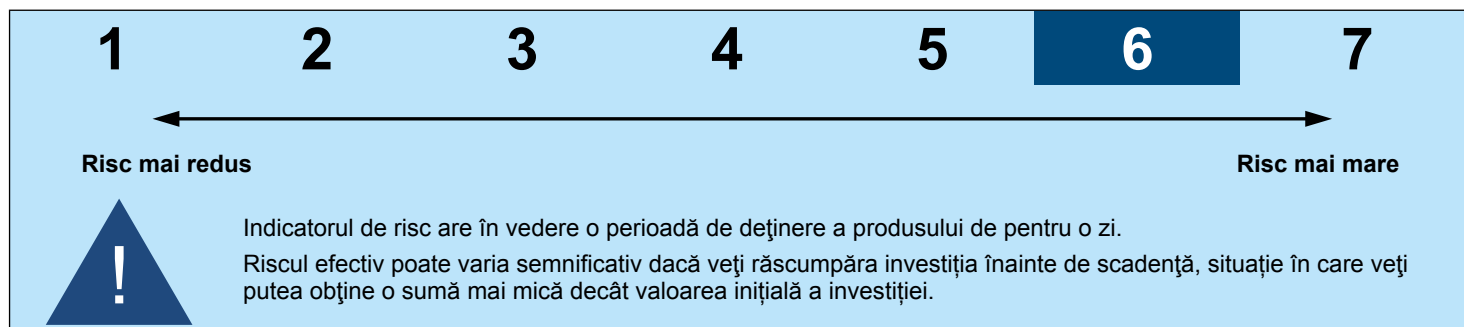 1 2 3 4 5 6 7
Risc mai redus Risc mai mare
!
Indicatorul de risc are în vedere o perioadă de deţinere a produsului de pentru o zi.
Riscul efectiv poate varia semnificativ dacă veţi răscumpăra investiția înainte de scadenţă, situație în care veţi
putea obţine o sumă mai mică decât valoarea inițială a investiției.